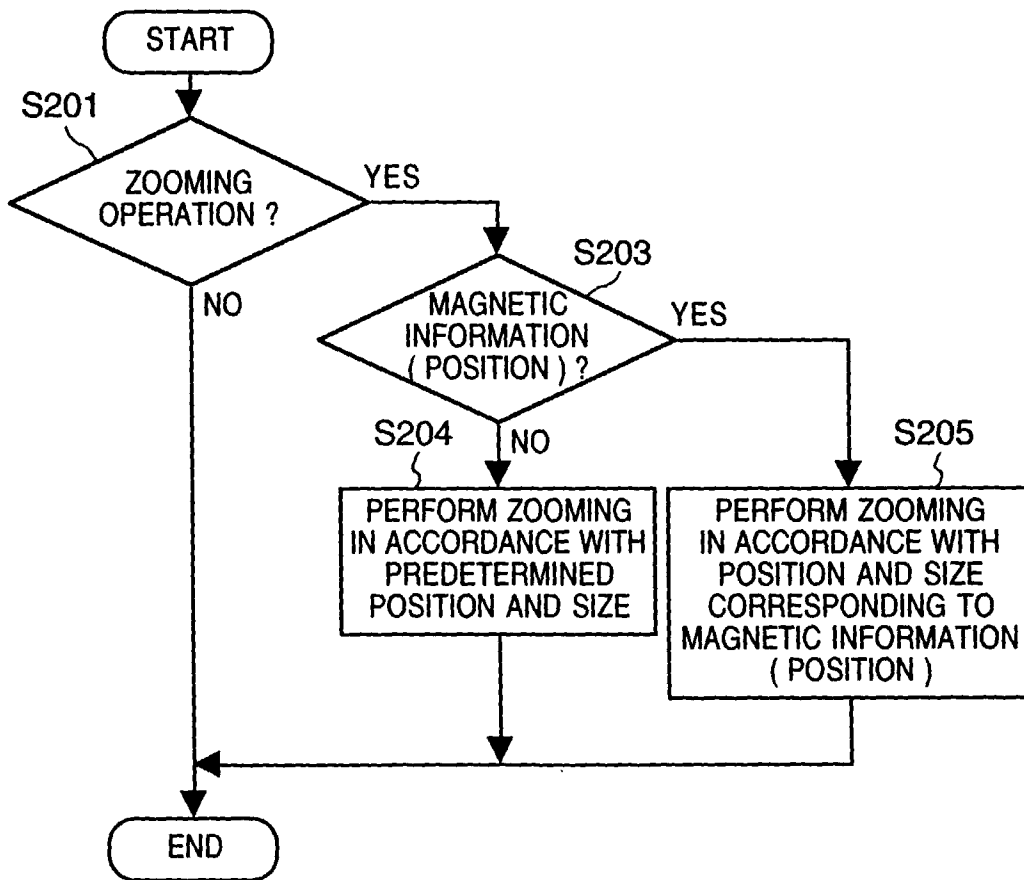 START
S201
ZOOMING
OPERATION ?
YES
NO
S203
MAGNETIC
INFORMATION
( POSITION ) ?
YES
NO
S204
PERFORM ZOOMING
IN ACCORDANCE WITH
PREDETERMINED
POSITION AND SIZE
S205
PERFORM ZOOMING
IN ACCORDANCE WITH
POSITION AND SIZE
CORRESPONDING TO
MAGNETIC INFORMATION
( POSITION )
END